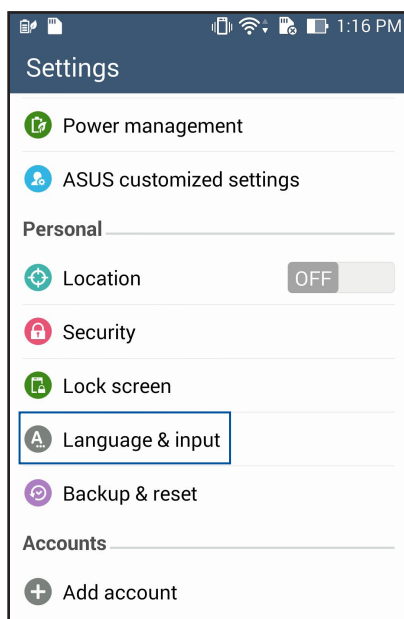 1:16 PM
Settings
Power management
ASUS customized settings
Personal
Location OFF
Security
Lock screen
A Language & input
Backup & reset
Accounts
Add account